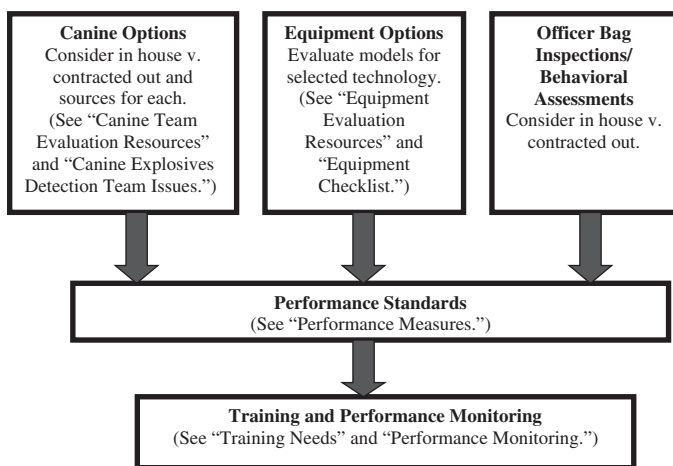 Canine Options
Consider in house v.
contracted out and
sources for each.
(See “Canine Team
Evaluation Resources”
and “Canine Explosives
Detection Team Issues.”)
Equipment Options
Evaluate models for
selected technology.
(See “Equipment
Evaluation
Resources” and
“Equipment
Checklist.”)
Officer Bag
Inspections/
Behavioral
Assessments
Consider in house v.
contracted out.
Performance Standards
(See “Performance Measures.”)
Training and Performance Monitoring
(See “Training Needs” and “Performance Monitoring.”)